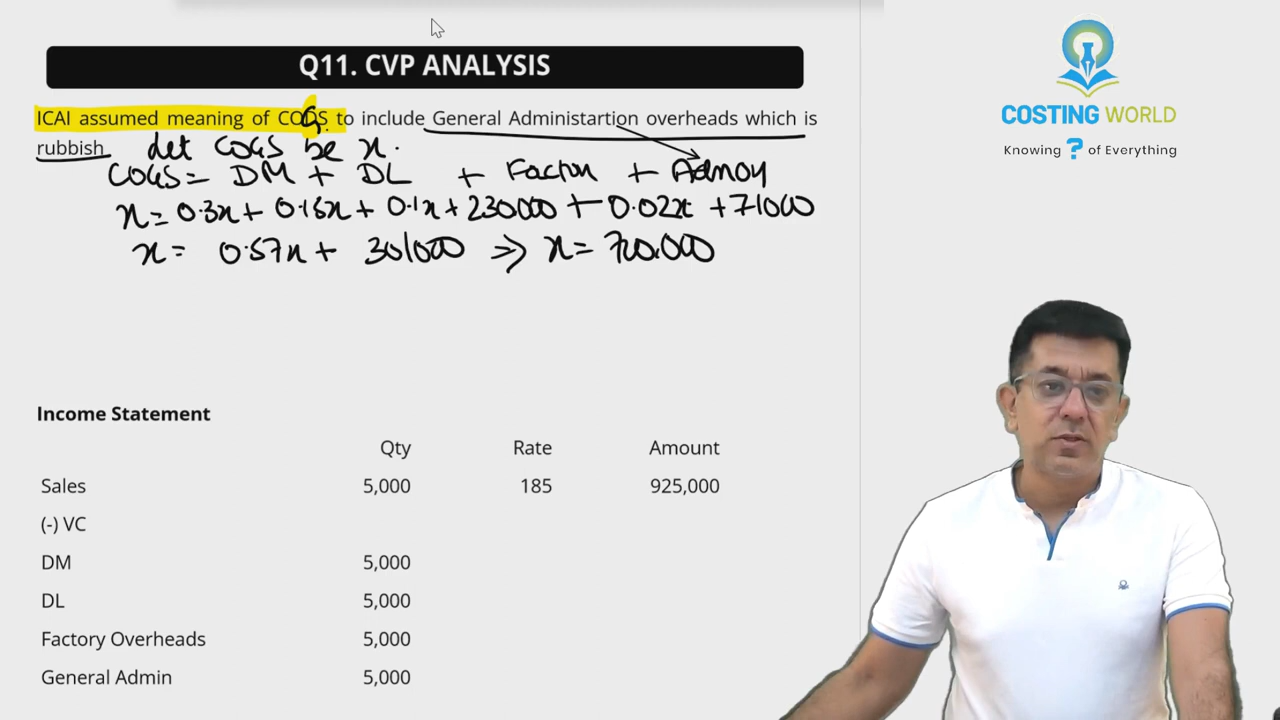 Q11. CVP ANALYSIS
ICAI assumed meaning of COGS to include General Administartion overheads which is
rubbish Let COGS be x.
COGS = DM + DL + Factory + Admoy
x = 0.3x + 0.15x + 0.1x + 230000 + 0.02x + 71000
x = 0.57x + 301000 ⇒ x = 700,000
Income Statement
Qty Rate Amount
Sales 5,000 185 925,000
(-) VC
DM 5,000
DL 5,000
Factory Overheads 5,000
General Admin 5,000
COSTING WORLD
Knowing ? of Everything